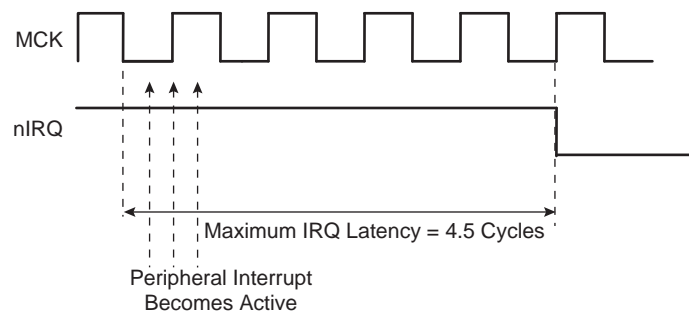 MCK
nIRQ
Maximum IRQ Latency = 4.5 Cycles
Peripheral Interrupt
Becomes Active